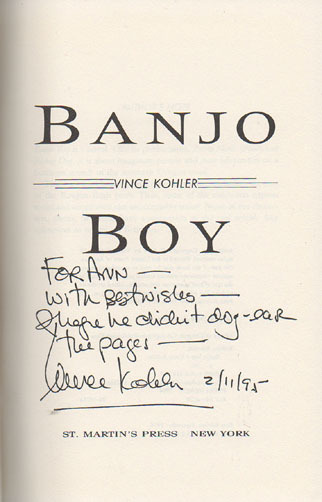 BANJO
VINCE KOHLER
BOY
FOR ANN —
with best wishes —
& hope he didn't dog-ear
the pages —
Vince Kohler 2/11/95
ST. MARTIN'S PRESS NEW YORK